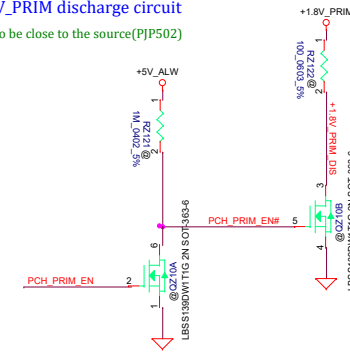 V_PRIM discharge circuit
o be close to the source(PJP502)
+1.8V_PRIM
+5V_ALW
1
RZ122
@
100_0603_5%
2
1
RZ121
@
1M_0402_5%
2
+1.8V_PRIM_DIS
3
PCH_PRIM_EN#
5
QZ10B
@
4
6
PCH_PRIM_EN
2
QZ10A
@
1
LBSS139DW1T1G 2N SOT-363-6